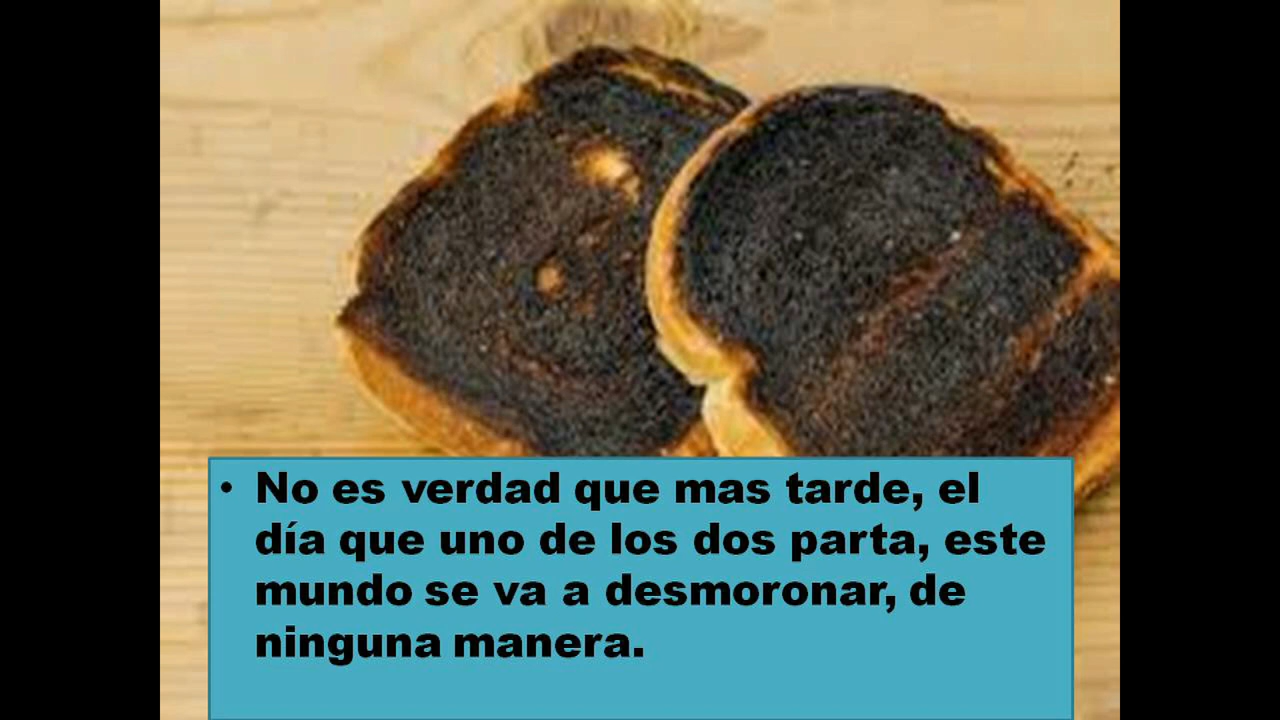 • No es verdad que mas tarde, el
día que uno de los dos parta, este
mundo se va a desmoronar, de
ninguna manera.